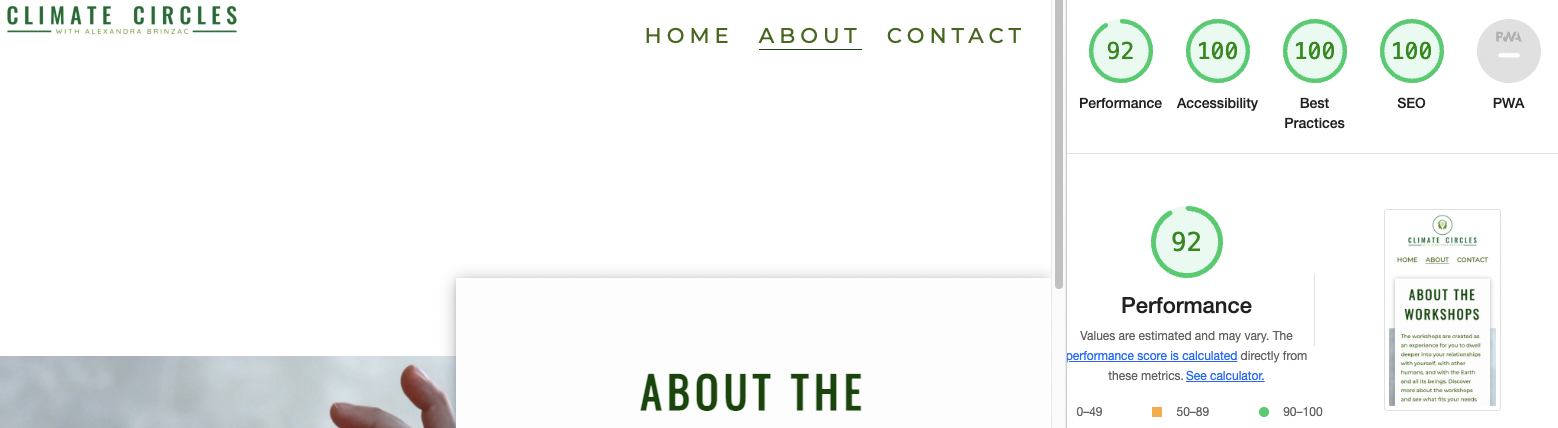 CLIMATE CIRCLES
WITH ALEXANDRA BRINZAC
HOME ABOUT CONTACT
ABOUT THE
92 100 100 100 PWA
Performance Accessibility Best Practices SEO PWA
92
Performance
Values are estimated and may vary. The
performance score is calculated directly from
these metrics. See calculator.
0–49 50–89 90–100
CLIMATE CIRCLES
HOME ABOUT CONTACT
ABOUT THE
WORKSHOPS
The workshops are created as
an experience for you to dwell
deeper into your relationships
with yourself, with other
humans, and with the Earth
and all its beings. Discover
more about the workshops
and see what fits your needs